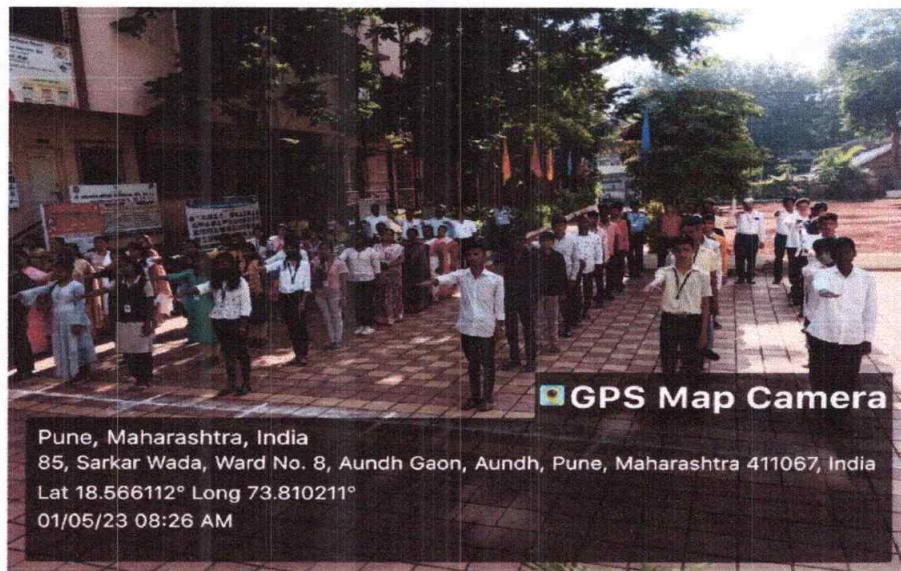 GPS Map Camera
Pune, Maharashtra, India
85, Sarkar Wada, Ward No. 8, Aundh Gaon, Aundh, Pune, Maharashtra 411067, India
Lat 18.566112° Long 73.810211°
01/05/23 08:26 AM